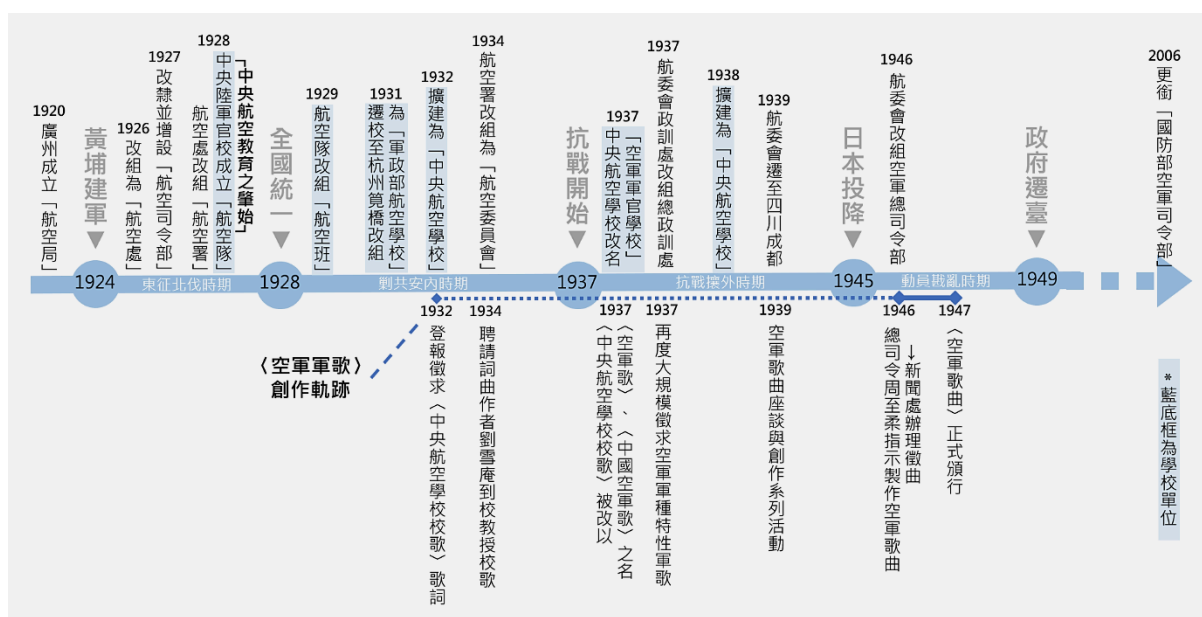 1920
廣州成立「航空局」
黃埔建軍
1926
改組為「航空處」
1927
改隸並增設「航空司令部」
航空處改組「航空署」
1928
中央陸軍官校成立「航空隊」
「中央航空教育之肇始」
全國統一
1929
航空隊改組「航空班」
1931
遷校至杭州筧橋改組
為「軍政部航空學校」
1932
擴建為「中央航空學校」
1934
航空署改組為「航空委員會」
抗戰開始
1937
中央航空學校改名
「空軍軍官學校」
1937
航委會政訓處改組總政訓處
1938
擴建為「中央航空學校」
1939
航委會遷至四川成都
日本投降
1946
航委會改組空軍總司令部
政府遷臺
2006
更銜「國防部空軍司令部」
1924
東征北伐時期
1928
剿共安內時期
1937
抗戰攘外時期
1945
動員戡亂時期
1949
〈空軍軍歌〉
創作軌跡
1932
登報徵求〈中央航空學校校歌〉歌詞
1934
聘請詞曲作者劉雪庵到校教授校歌
1937
〈中央航空學校校歌〉被改以
〈空軍歌〉、〈中國空軍歌〉之名
1937
再度大規模徵求空軍軍種特性軍歌
1939
空軍歌曲座談與創作系列活動
1946
總司令周至柔指示製作空軍歌曲
→新聞處辦理徵曲
1947
〈空軍歌曲〉正式頒行
*藍底框為學校單位